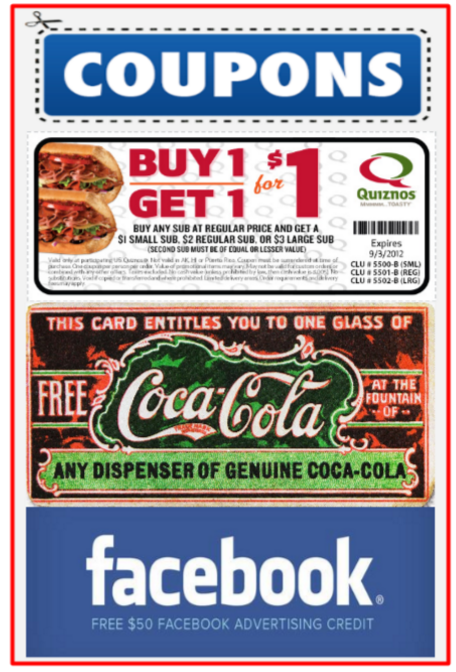 COUPONS
BUY 1
GET 1
for
$1
Quiznos
MMMMM...TOASTY
BUY ANY SUB AT REGULAR PRICE AND GET A
$1 SMALL SUB, $2 REGULAR SUB, OR $3 LARGE SUB
(SECOND SUB MUST BE OF EQUAL OR LESSER VALUE)
Expires
9/3/2012
CLU # 5500-B (SML)
CLU # 5501-B (REG)
CLU # 5502-B (LRG)
THIS CARD ENTITLES YOU TO ONE GLASS OF
FREE
Coca-Cola
AT THE
FOUNTAIN
OF
ANY DISPENSER OF GENUINE COCA-COLA
facebook®
FREE $50 FACEBOOK ADVERTISING CREDIT